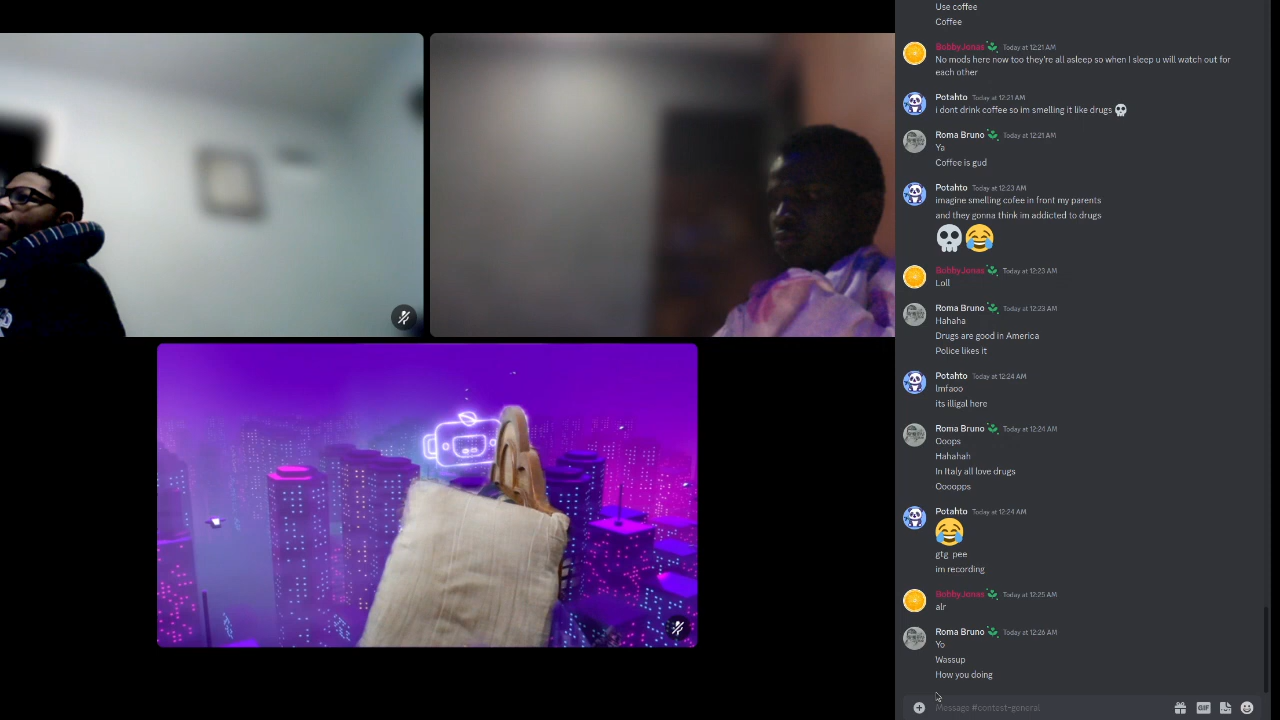 Use coffee
Coffee
BobbyJonas Today at 12:21 AM
No mods here now too they're all asleep so when I sleep u will watch out for
each other
Potahto Today at 12:21 AM
i dont drink coffee so im smelling it like drugs 💀
Roma Bruno Today at 12:21 AM
Ya
Coffee is gud
Potahto Today at 12:23 AM
imagine smelling cofee in front my parents
and they gonna think im addicted to drugs
💀😂
BobbyJonas Today at 12:23 AM
Loll
Roma Bruno Today at 12:23 AM
Hahaha
Drugs are good in America
Police likes it
Potahto Today at 12:24 AM
lmfaoo
its illigal here
Roma Bruno Today at 12:24 AM
Ooops
Hahahah
In Italy all love drugs
Oooopps
Potahto Today at 12:24 AM
😂
gtg pee
im recording
BobbyJonas Today at 12:25 AM
alr
Roma Bruno Today at 12:26 AM
Yo
Wassup
How you doing
Message #contest-general
GIF